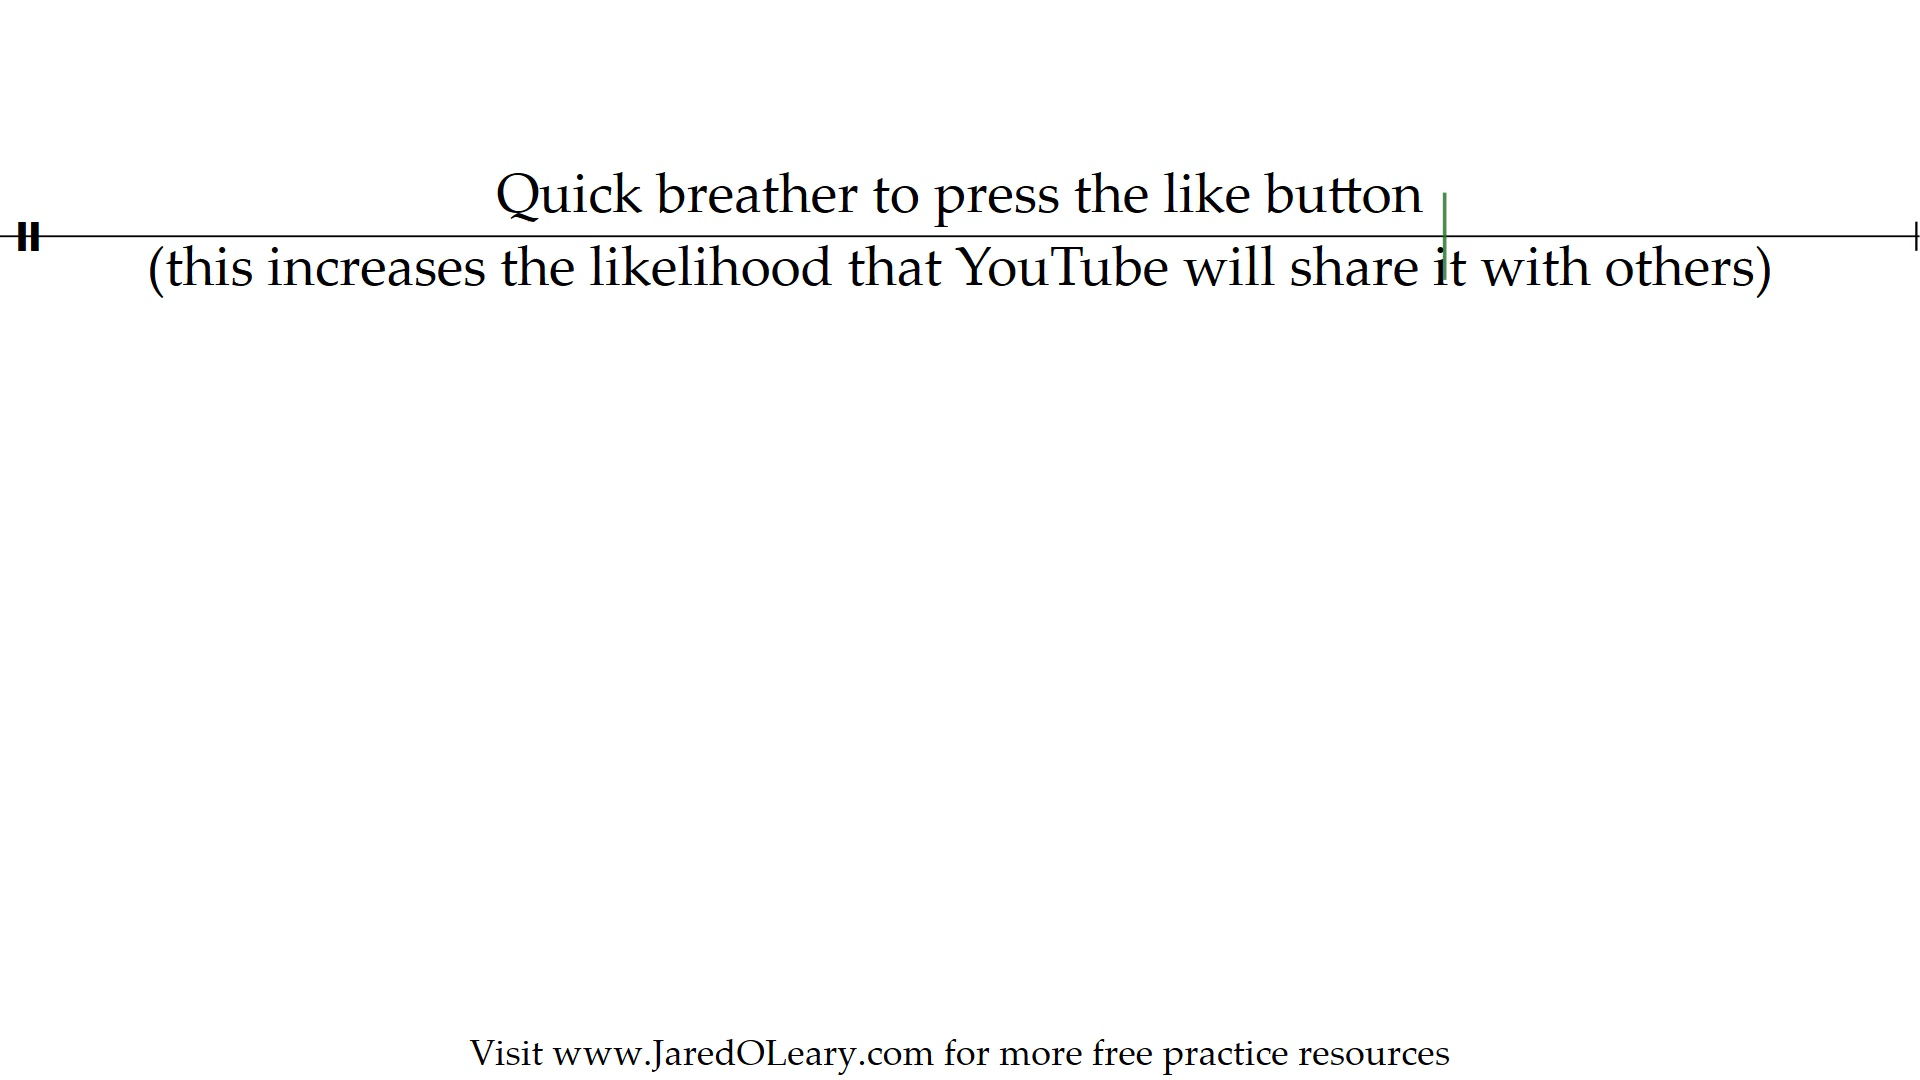 Quick breather to press the like button
(this increases the likelihood that YouTube will share it with others)
Visit www.JaredOLeary.com for more free practice resources